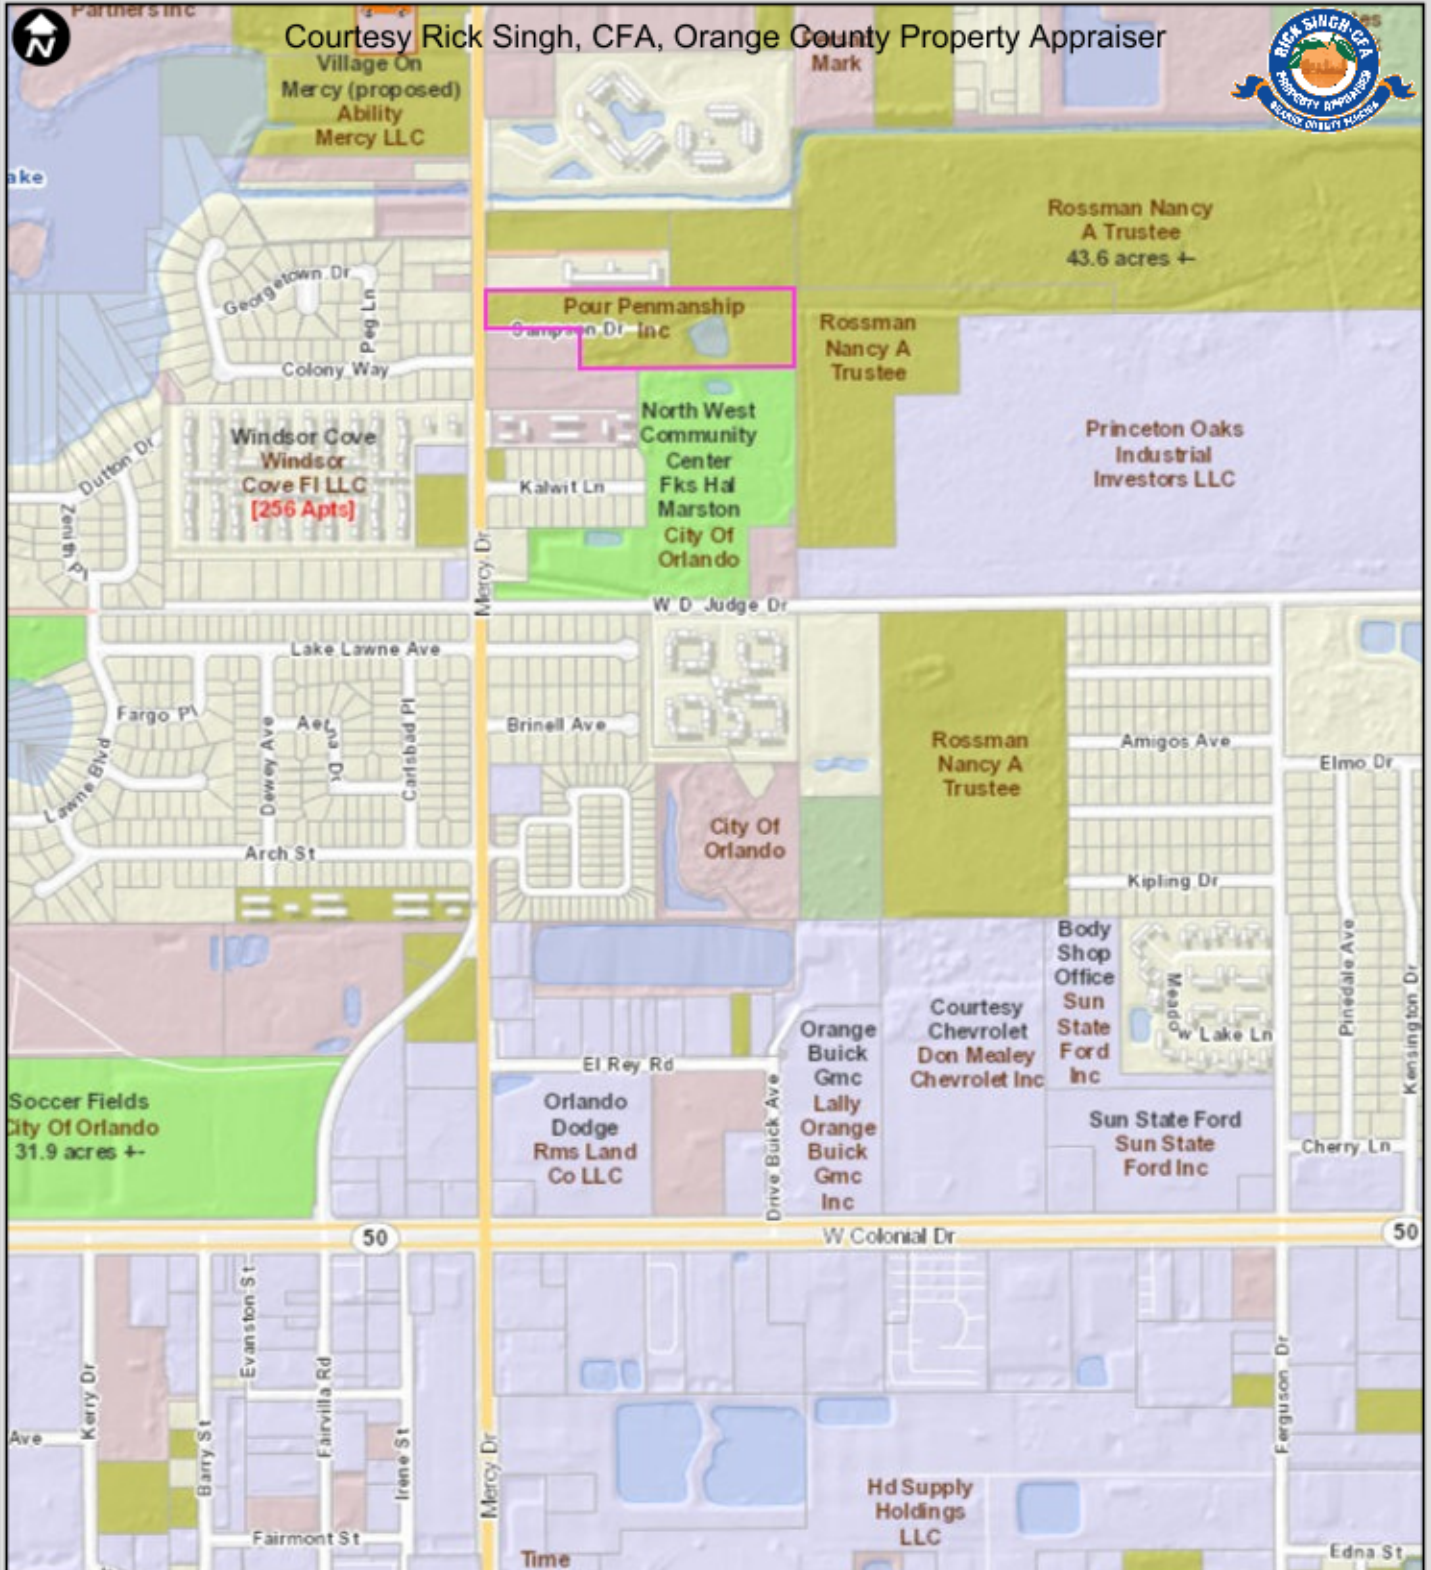 Partners Inc
N
Courtesy Rick Singh, CFA, Orange County Property Appraiser
RICK SINGH, CFA
PROPERTY APPRAISER
Mark
Village On
Mercy (proposed)
Ability
Mercy LLC
ake
Rossman Nancy
A Trustee
43.6 acres +-
Georgetown Dr
Peg Ln
Colony Way
Pour Penmanship
Inc
Sampson Dr
Rossman
Nancy A
Trustee
North West
Community
Center
Fks Hal
Marston
City Of
Orlando
Princeton Oaks
Industrial
Investors LLC
Windsor Cove
Windsor
Cove Fl LLC
[256 Apts]
Dutton Dr
Zenith Pl
Kalwit Ln
Mercy Dr
W D Judge Dr
Lake Lawne Ave
Fargo Pl
Aetna Dr
Carlsbad Pl
Dewey Ave
Lawne Blvd
Brinell Ave
Arch St
City Of
Orlando
Rossman
Nancy A
Trustee
Amigos Ave
Elmo Dr
Kipling Dr
Pinedale Ave
Kensington Dr
Body
Shop
Office
Sun
State
Ford
Inc
Meadow Lake Ln
Courtesy
Chevrolet
Don Mealey
Chevrolet Inc
Orange
Buick
Gmc
Lally
Orange
Buick
Gmc
Inc
El Rey Rd
Drive Buick Ave
Orlando
Dodge
Rms Land
Co LLC
Sun State Ford
Sun State
Ford Inc
Cherry Ln
Soccer Fields
City Of Orlando
31.9 acres +-
50
W Colonial Dr
50
Evanston St
Kerry Dr
Barry St
Fairvilla Rd
Irene St
Mercy Dr
Ferguson Dr
Ave
Fairmont St
Hd Supply
Holdings
LLC
Time
Edna St